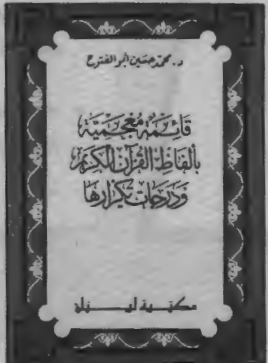 د. محمد حسين أبو الفتوح
قائمة معجمية
بألفاظ القرآن الكريم
ودرجات تكرارها
مكتبة لبنان